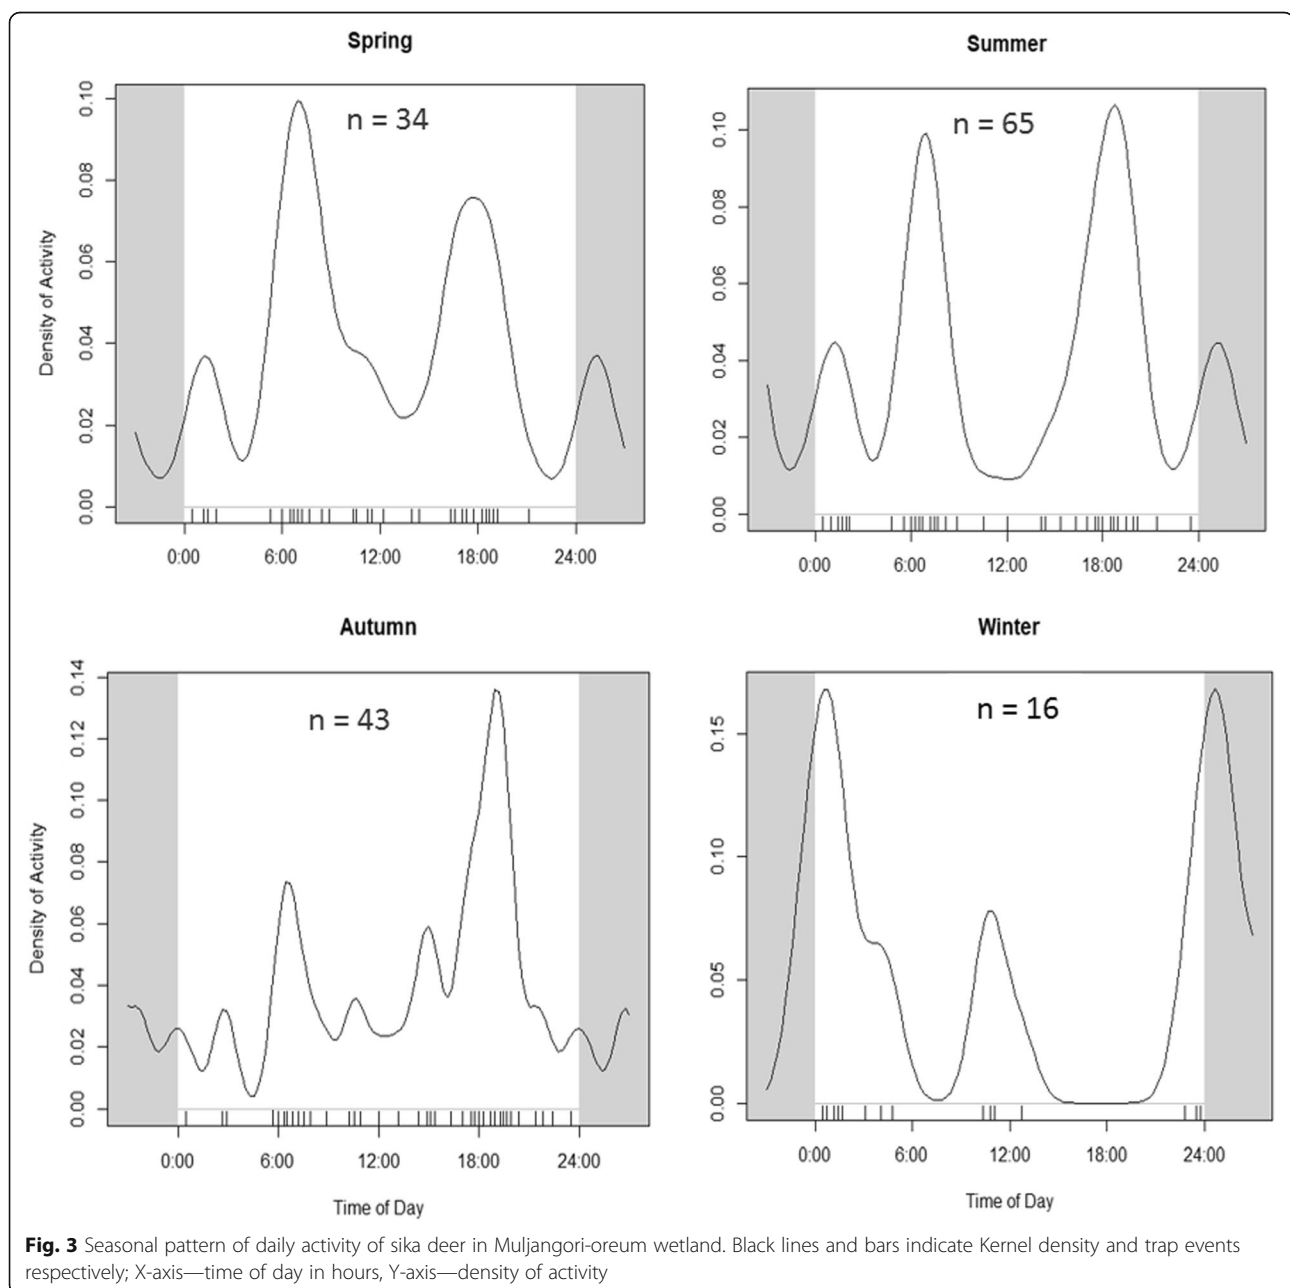 Spring
n = 34
Density of Activity
0.00 0.02 0.04 0.06 0.08 0.10
0:00 6:00 12:00 18:00 24:00
Summer
n = 65
0.00 0.02 0.04 0.06 0.08 0.10
0:00 6:00 12:00 18:00 24:00
Autumn
n = 43
Density of Activity
0.00 0.02 0.04 0.06 0.08 0.10 0.12 0.14
0:00 6:00 12:00 18:00 24:00
Time of Day
Winter
n = 16
0.00 0.05 0.10 0.15
0:00 6:00 12:00 18:00 24:00
Time of Day
Fig. 3 Seasonal pattern of daily activity of sika deer in Muljangori-oreum wetland. Black lines and bars indicate Kernel density and trap events
respectively; X-axis—time of day in hours, Y-axis—density of activity